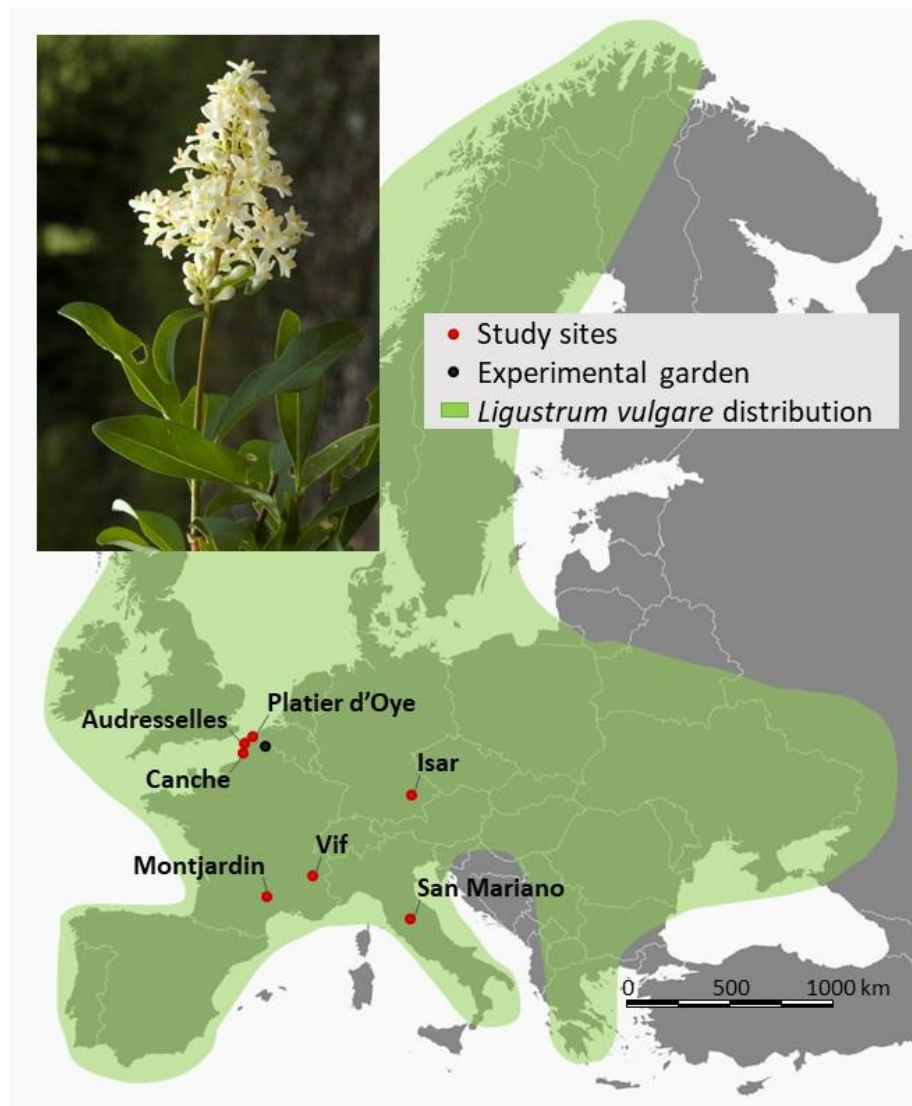 Study sites
Experimental garden
Ligustrum vulgare distribution
Platier d’Oye
Audresselles
Canche
Isar
Vif
Montjardin
San Mariano
0 500 1000 km